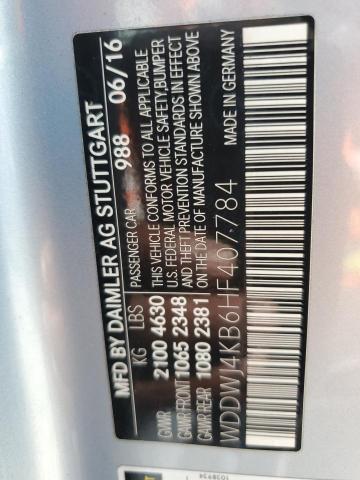 MFD BY DAIMLER AG STUTTGART
KG LBS PASSENGER CAR 988 06/16
GVWR 2100 4630 THIS VEHICLE CONFORMS TO ALL APPLICABLE
GAWR FRONT 1065 2348 U.S. FEDERAL MOTOR VEHICLE SAFETY,BUMPER
GAWR REAR 1080 2381 AND THEFT PREVENTION STANDARDS IN EFFECT
ON THE DATE OF MANUFACTURE SHOWN ABOVE
WDDWJ4KB6HF407784 MADE IN GERMANY
1038934